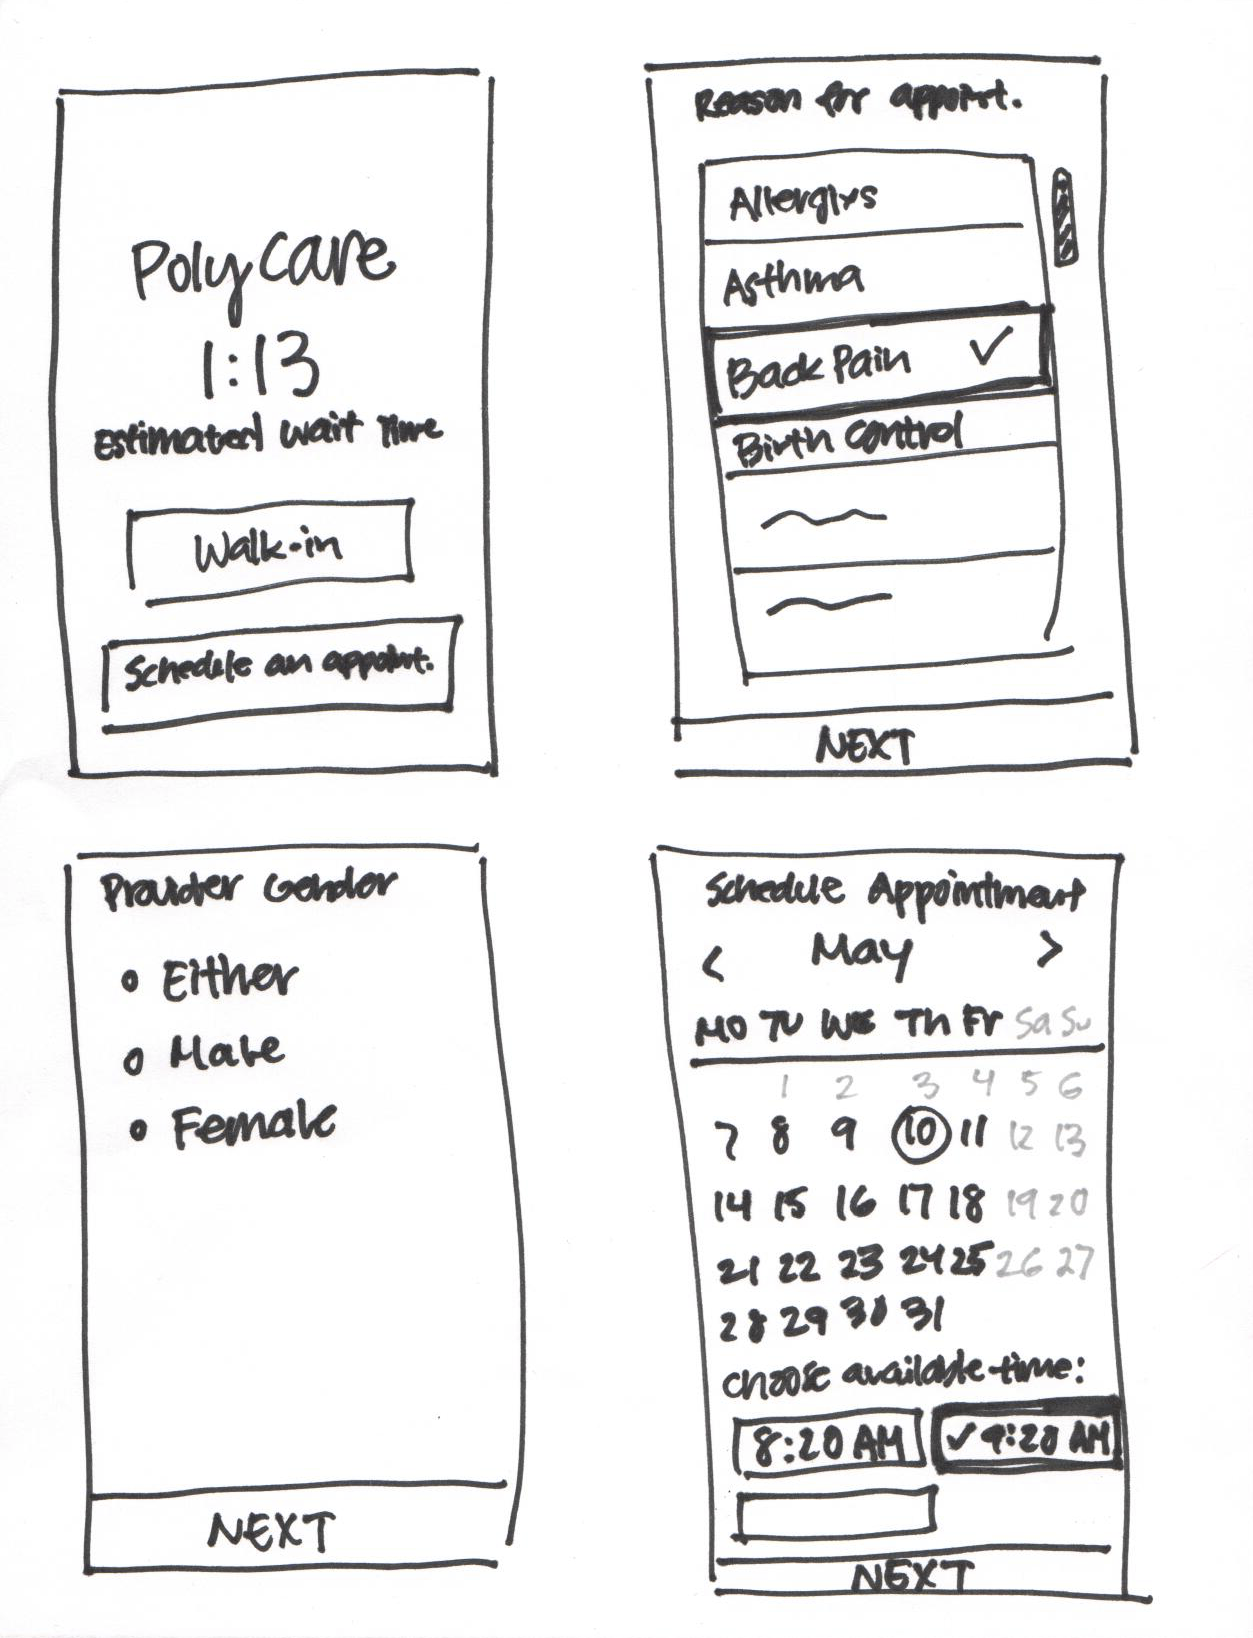 Poly Care
1:13
Estimated wait Time
Walk-in
Schedule an appoint.
Reason for appoint.
Allergiys
Asthma
Back Pain ✓
Birth Control
NEXT
Provider Gender
Either
Male
Female
NEXT
Schedule Appointment
< May >
MO TU WE Th Fr Sa Su
1 2 3 4 5 6
7 8 9 10 11 12 13
14 15 16 17 18 19 20
21 22 23 24 25 26 27
28 29 30 31
choose available time:
8:20 AM ✓ 9:20 AM
NEXT